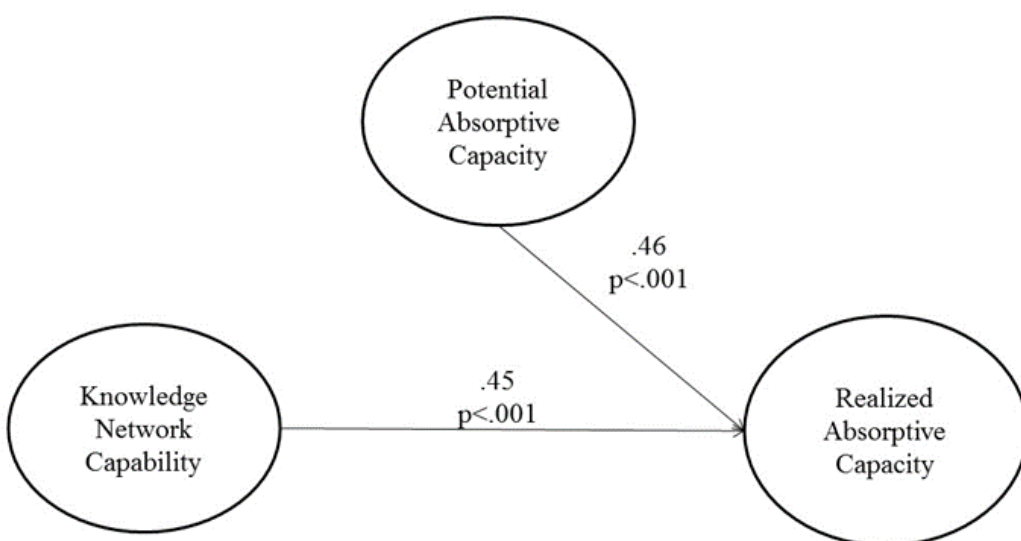 Potential
Absorptive
Capacity
.46
p<.001
.45
p<.001
Knowledge
Network
Capability
Realized
Absorptive
Capacity